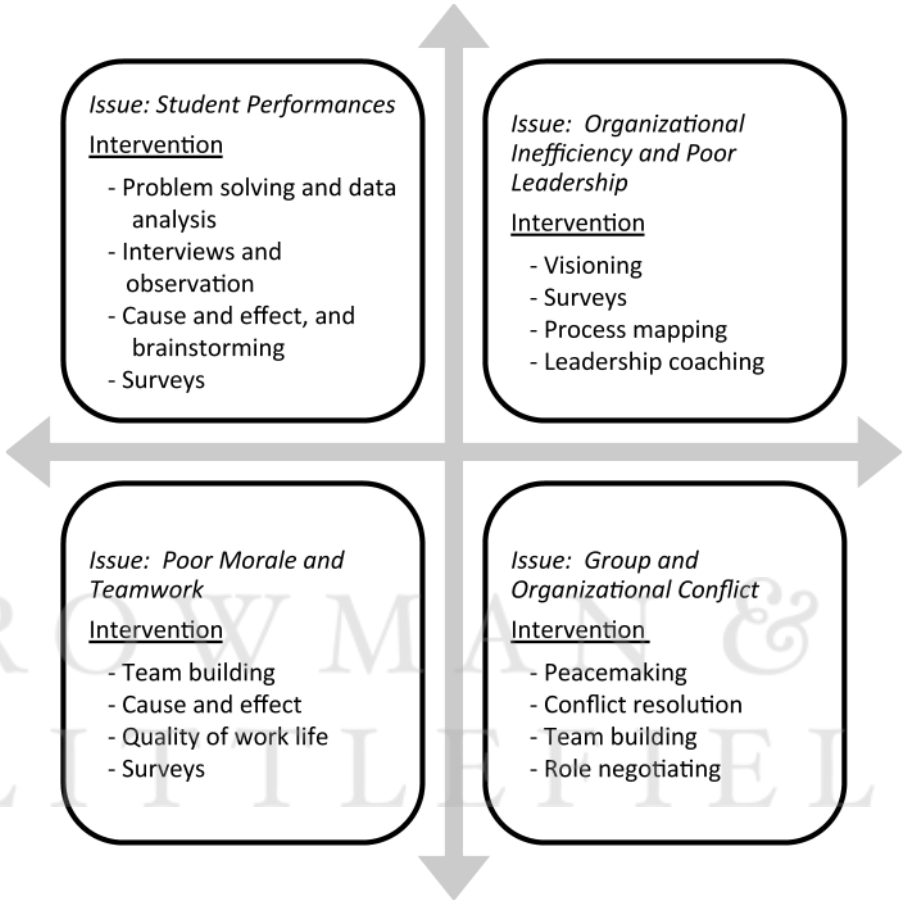 Issue: Student Performances
Intervention
- Problem solving and data
analysis
- Interviews and
observation
- Cause and effect, and
brainstorming
- Surveys
Issue: Organizational
Inefficiency and Poor
Leadership
Intervention
- Visioning
- Surveys
- Process mapping
- Leadership coaching
Issue: Poor Morale and
Teamwork
Intervention
- Team building
- Cause and effect
- Quality of work life
- Surveys
Issue: Group and
Organizational Conflict
Intervention
- Peacemaking
- Conflict resolution
- Team building
- Role negotiating
ROWMAN &
LITTLEFIEL